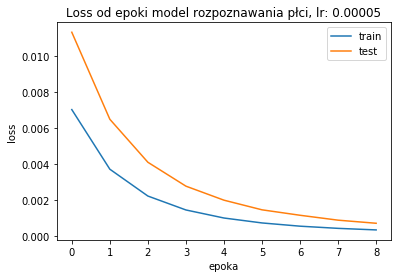 Loss od epoki model rozpoznawania płci, lr: 0.00005
train
test
loss
0.010
0.008
0.006
0.004
0.002
0.000
0 1 2 3 4 5 6 7 8
epoka